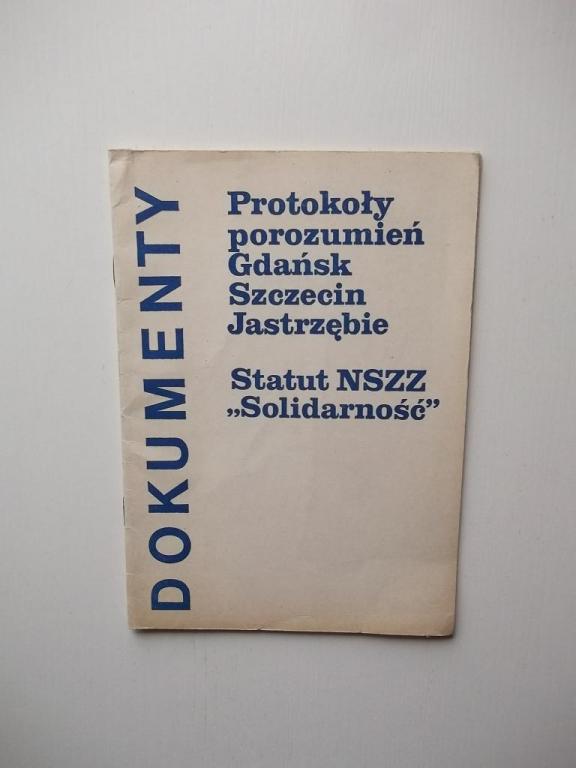 DOKUMENTY
Protokoły
porozumień
Gdańsk
Szczecin
Jastrzębie
Statut NSZZ
„Solidarność”